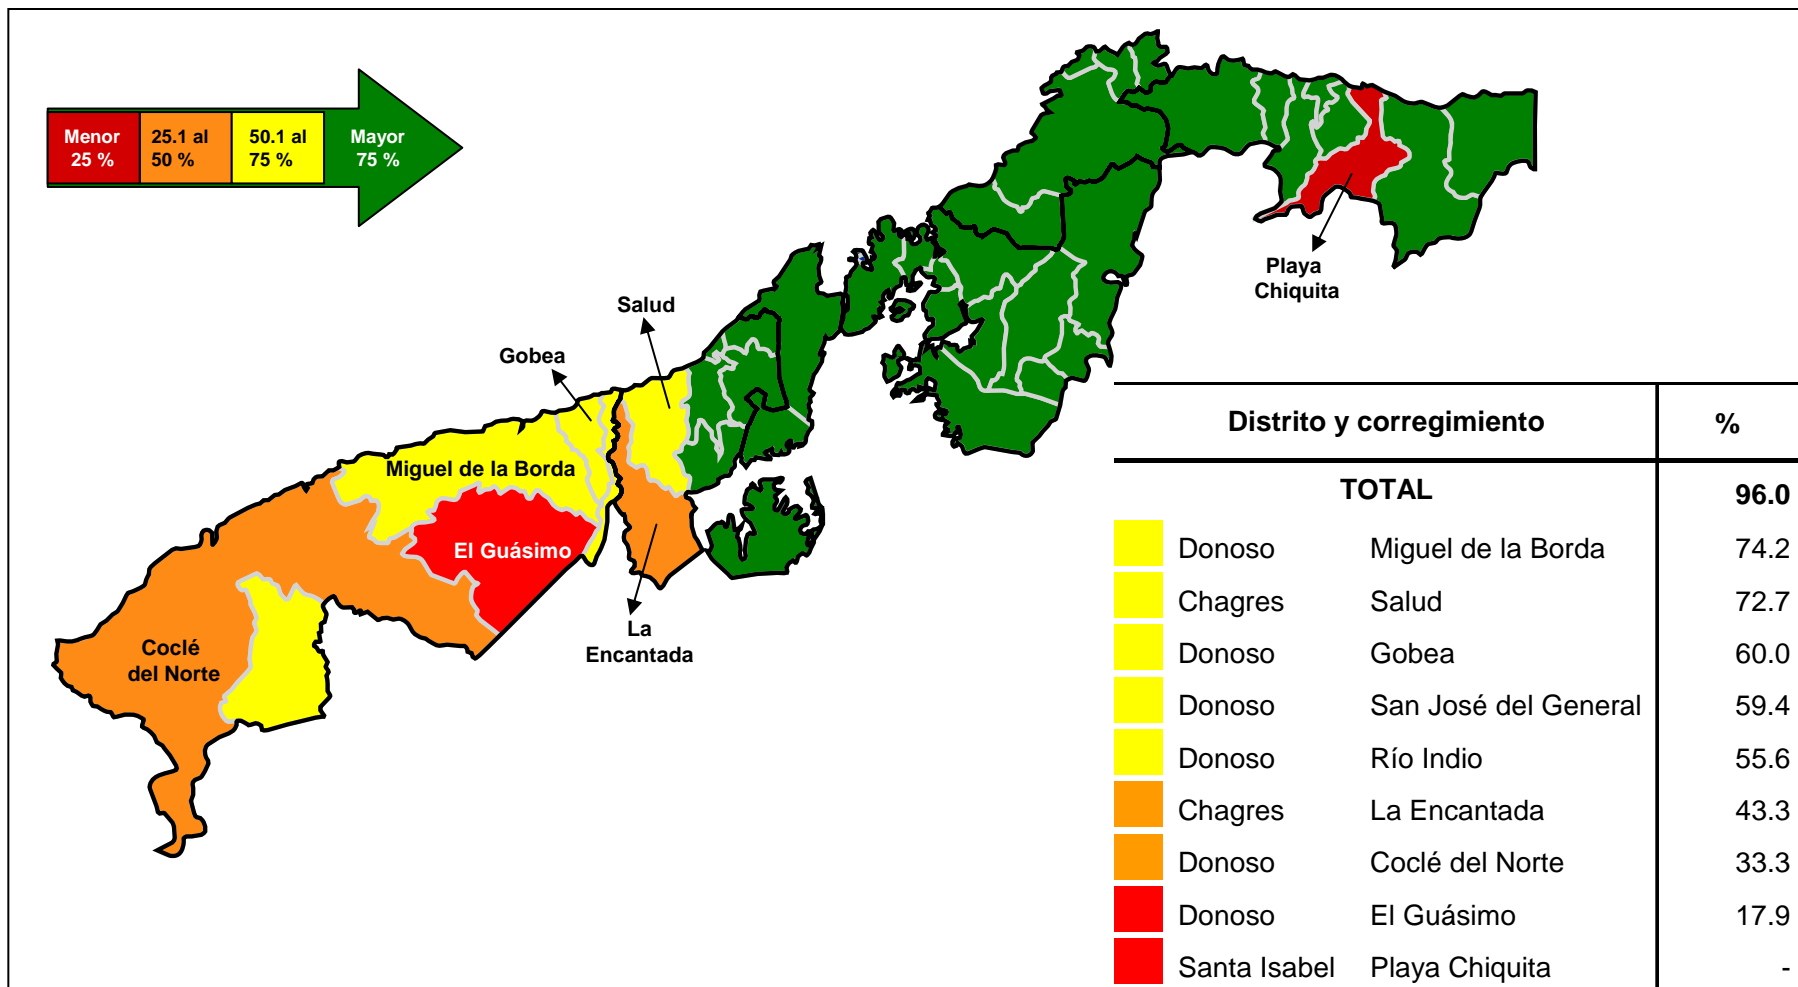 Menor
25 %
25.1 al
50 %
50.1 al
75 %
Mayor
75 %
Playa
Chiquita
Salud
Gobea
Miguel de la Borda
El Guásimo
La
Encantada
Coclé
del Norte
Distrito y corregimiento %
TOTAL 96.0
Donoso Miguel de la Borda 74.2
Chagres Salud 72.7
Donoso Gobea 60.0
Donoso San José del General 59.4
Donoso Río Indio 55.6
Chagres La Encantada 43.3
Donoso Coclé del Norte 33.3
Donoso El Guásimo 17.9
Santa Isabel Playa Chiquita -